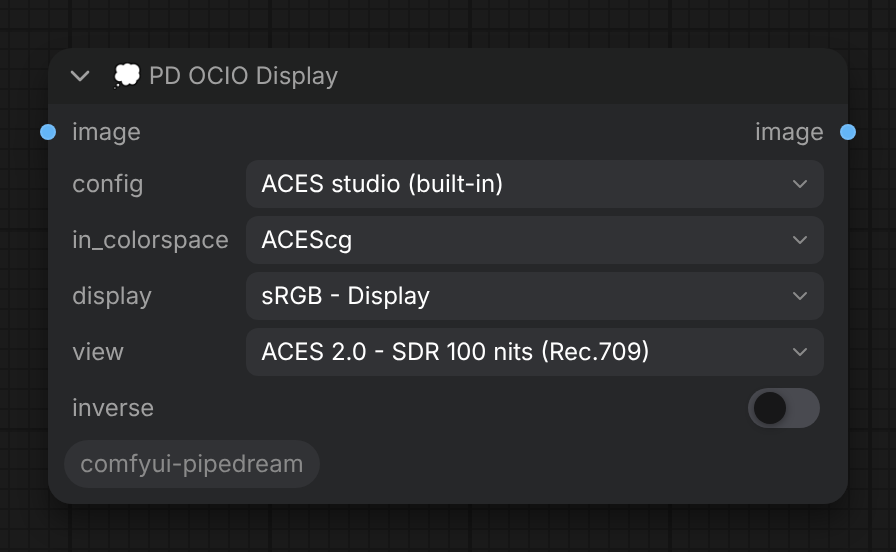 PD OCIO Display
image image
config ACES studio (built-in)
in_colorspace ACEScg
display sRGB - Display
view ACES 2.0 - SDR 100 nits (Rec.709)
inverse
comfyui-pipedream